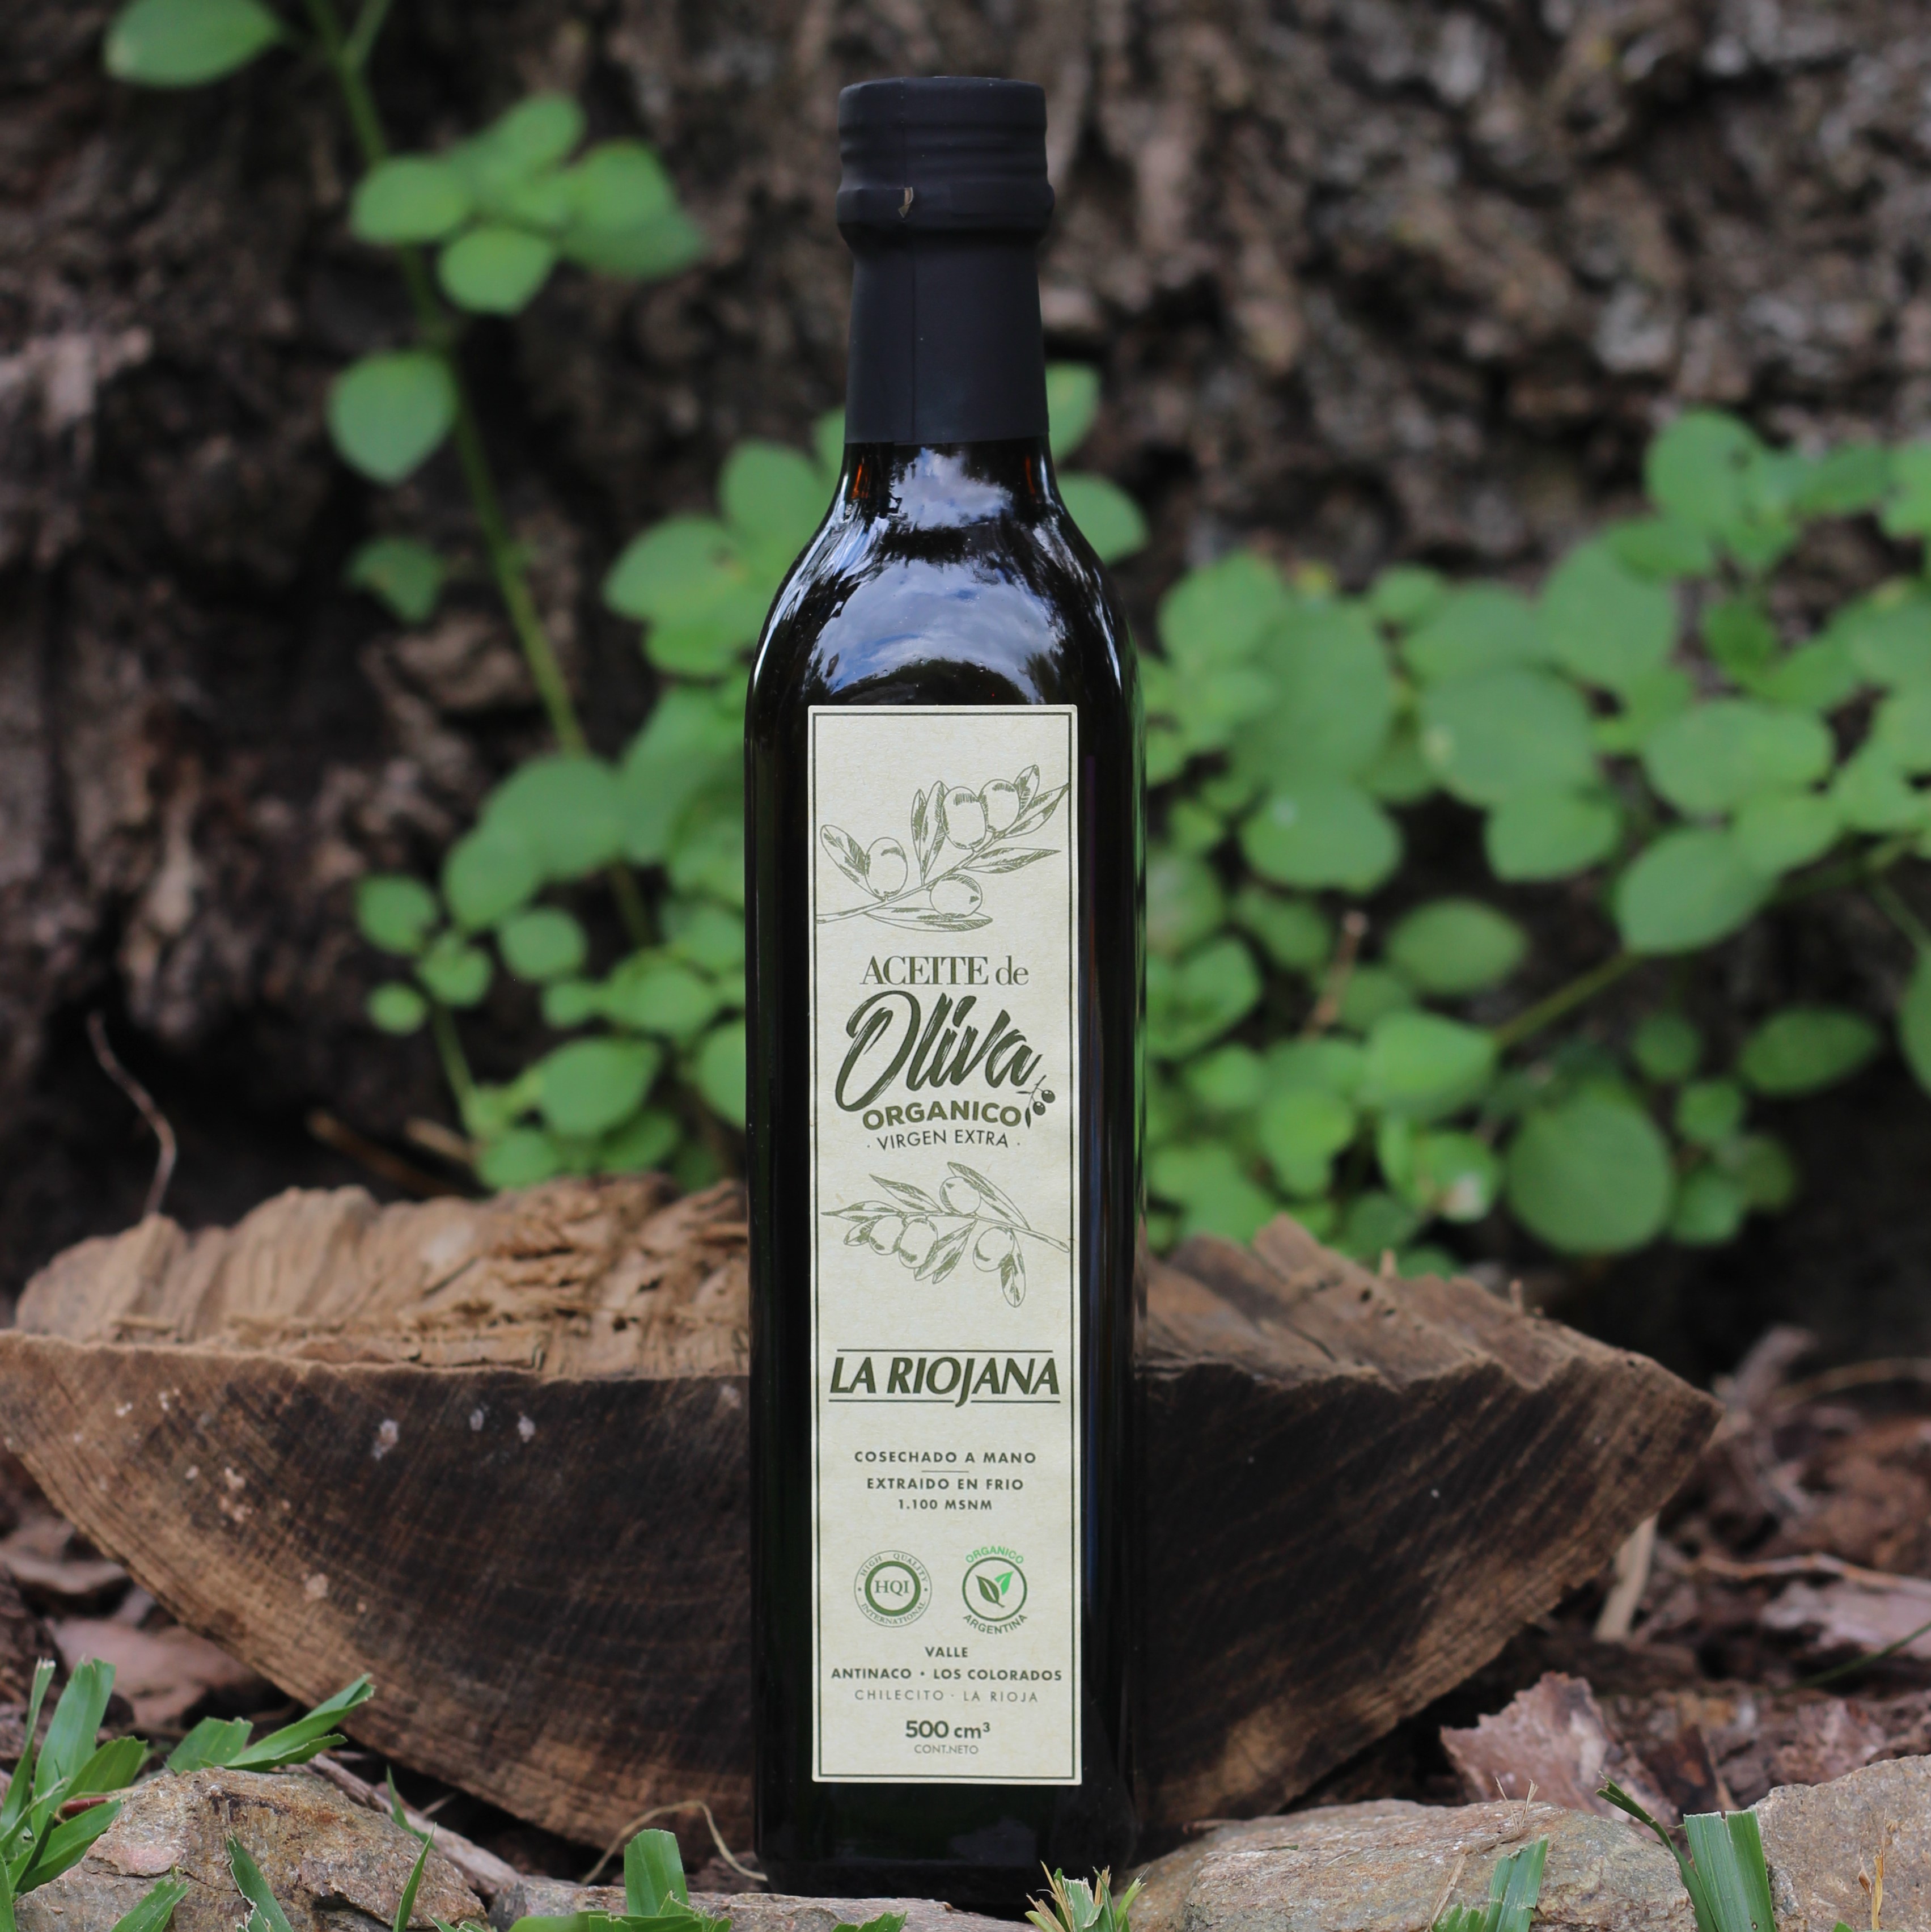 ACEITE de
Oliva
ORGANICO
· VIRGEN EXTRA ·
LA RIOJANA
COSECHADO A MANO
EXTRAIDO EN FRIO
1.100 MSNM
HIGH QUALITY
HQI
INTERNATIONAL
ORGANICO
ARGENTINA
VALLE
ANTINACO · LOS COLORADOS
CHILECITO · LA RIOJA
500 cm³
CONT.NETO